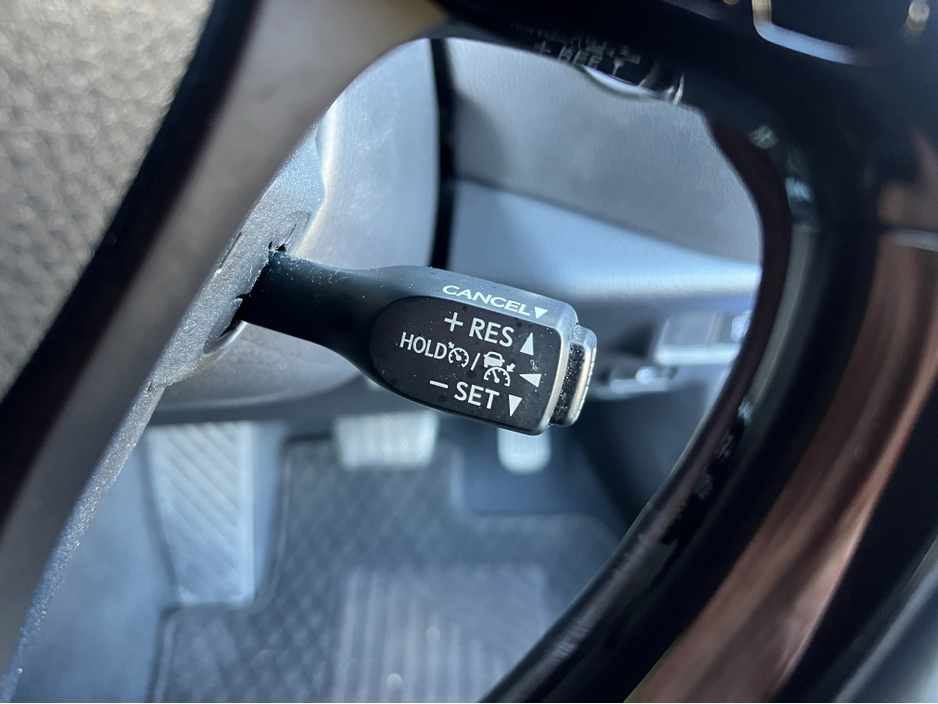 CANCEL▼
+ RES ▲
HOLD / ◀
− SET ▼